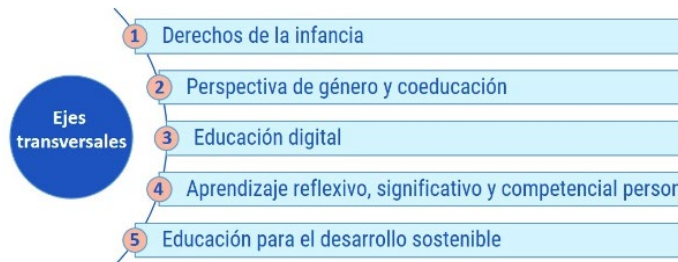 Ejes
transversales
1 Derechos de la infancia
2 Perspectiva de género y coeducación
3 Educación digital
4 Aprendizaje reflexivo, significativo y competencial person
5 Educación para el desarrollo sostenible